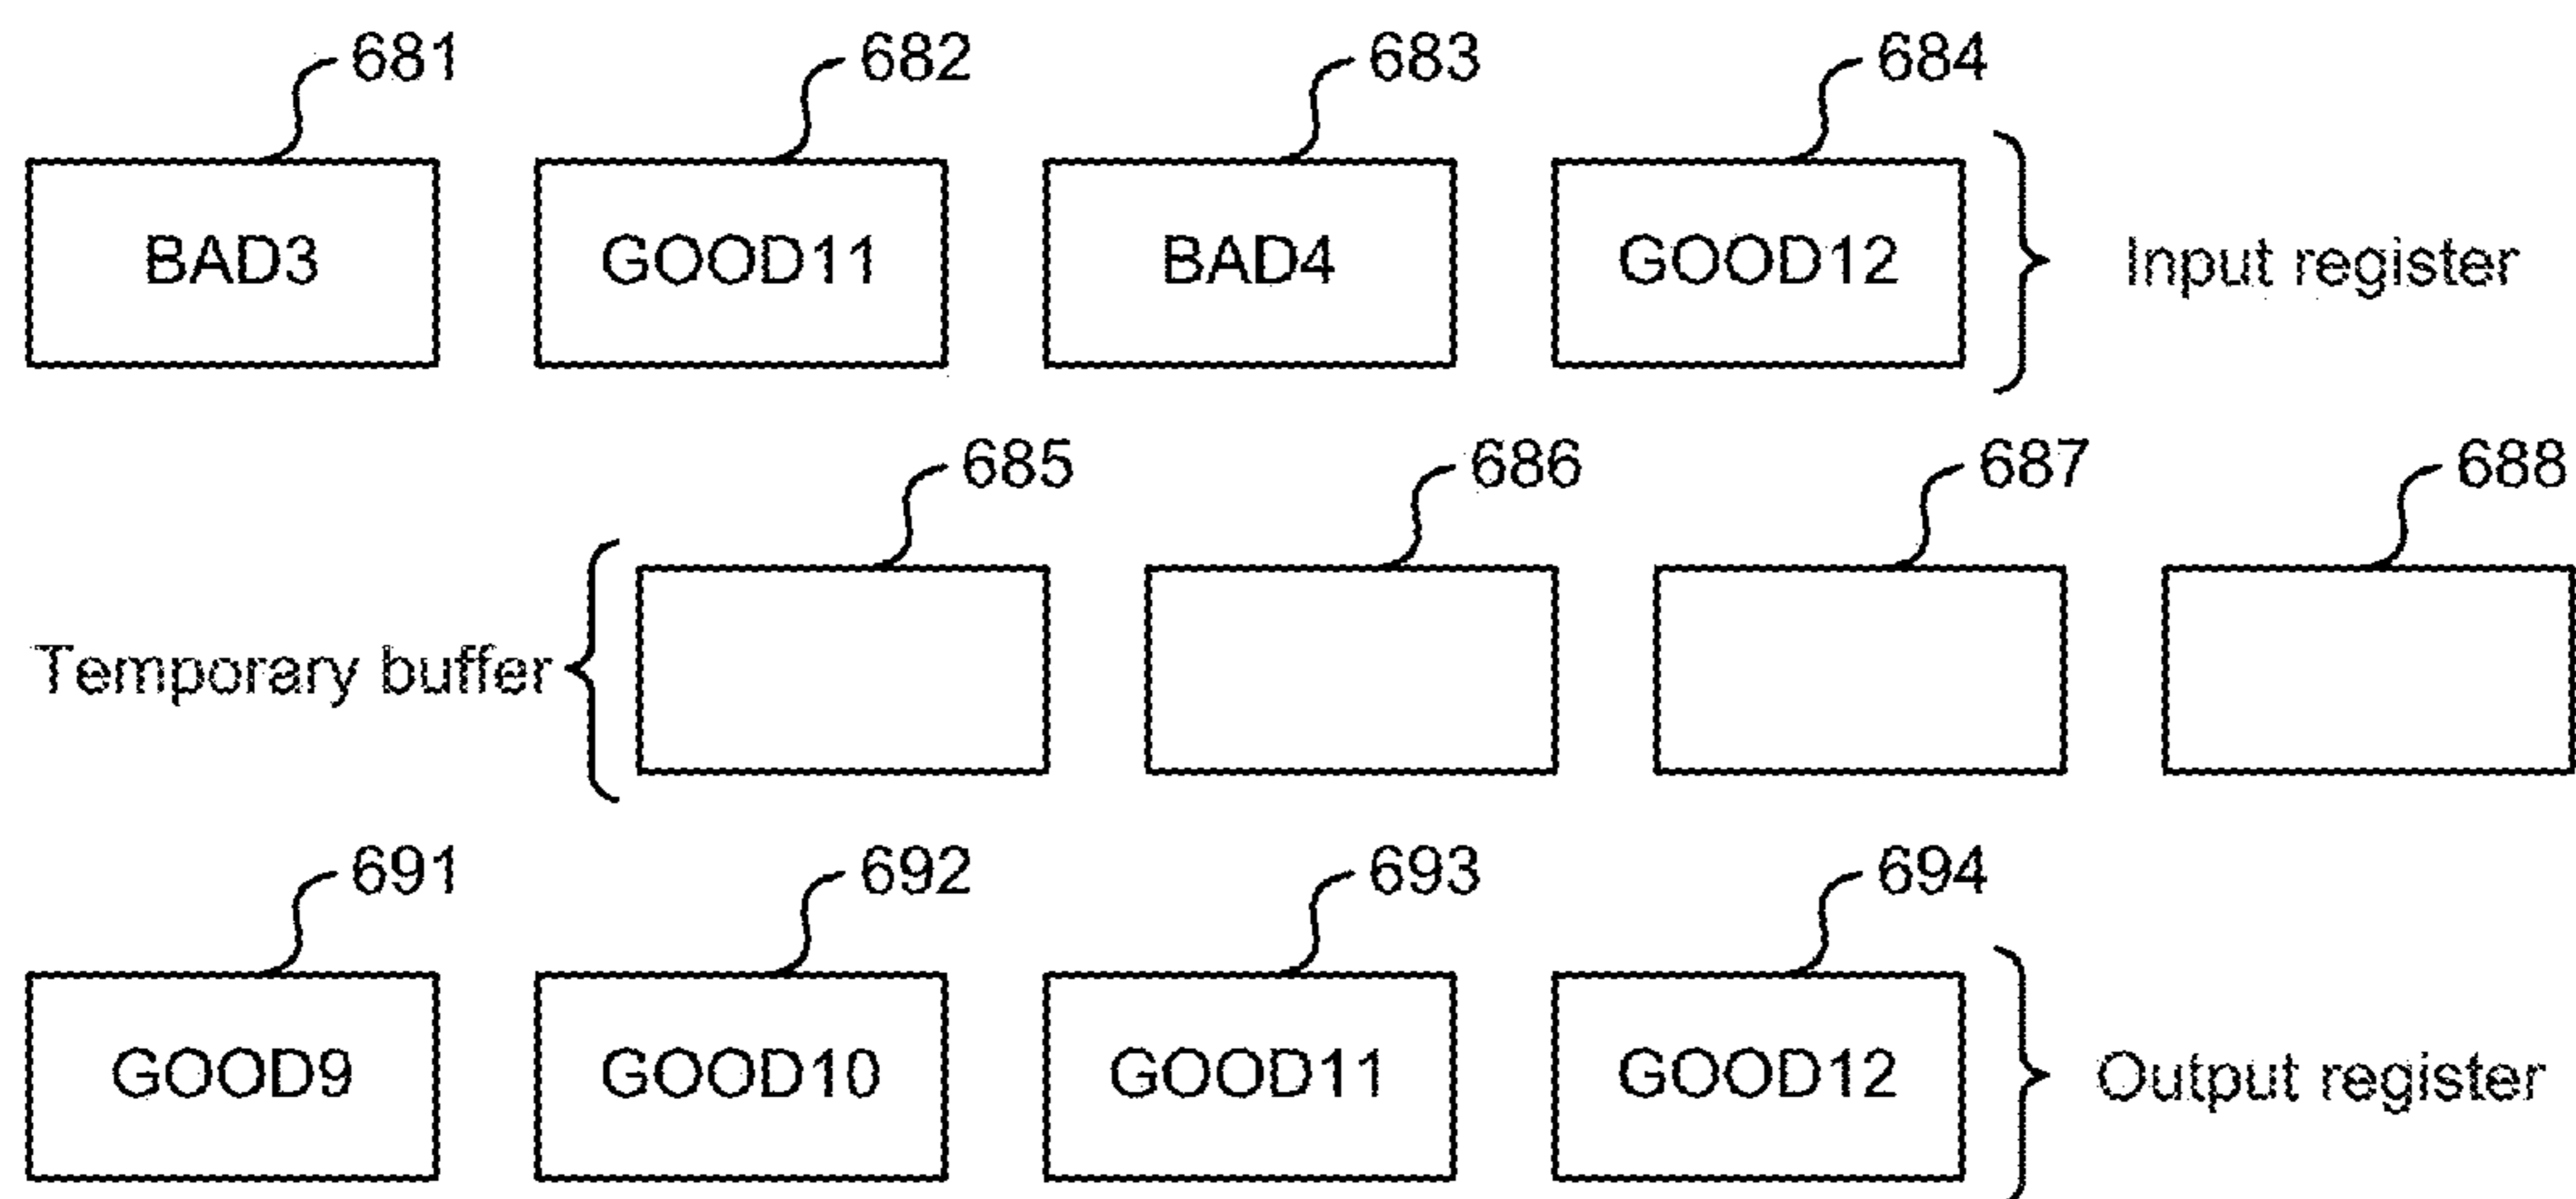 681 682 683 684
BAD3 GOOD11 BAD4 GOOD12 Input register
685 686 687 688
Temporary buffer
691 692 693 694
GOOD9 GOOD10 GOOD11 GOOD12 Output register